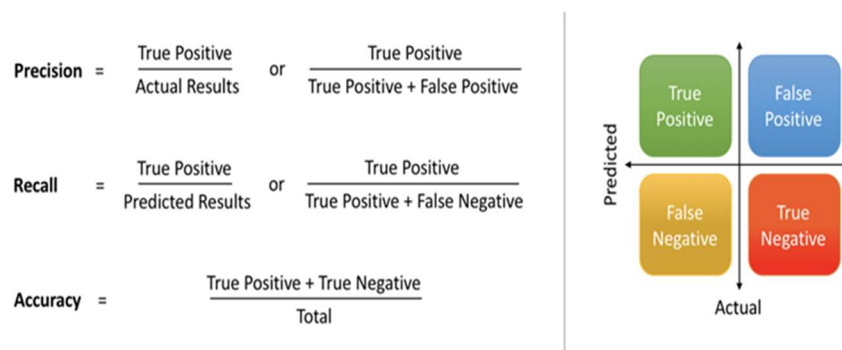 Precision = True Positive / Actual Results or True Positive / True Positive + False Positive
Recall = True Positive / Predicted Results or True Positive / True Positive + False Negative
Accuracy = True Positive + True Negative / Total
True Positive
False Positive
Predicted
False Negative
True Negative
Actual